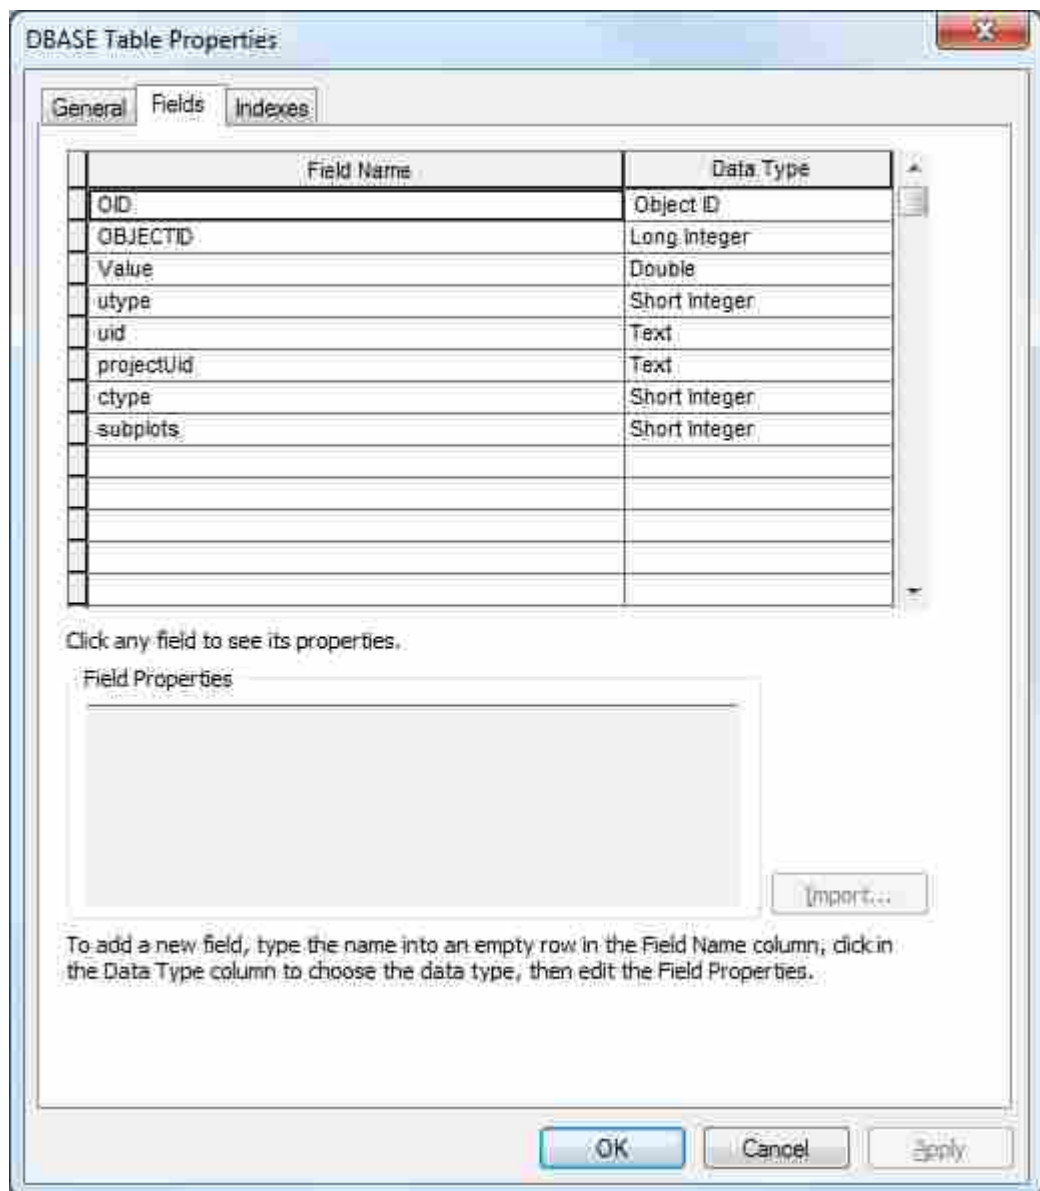 DBASE Table Properties
General Fields Indexes
Field Name Data Type
OID Object ID
OBJECTID Long Integer
Value Double
utype Short Integer
uid Text
projectUid Text
ctype Short Integer
subplots Short Integer
Click any field to see its properties.
Field Properties
Import...
To add a new field, type the name into an empty row in the Field Name column, click in
the Data Type column to choose the data type, then edit the Field Properties.
OK Cancel Apply